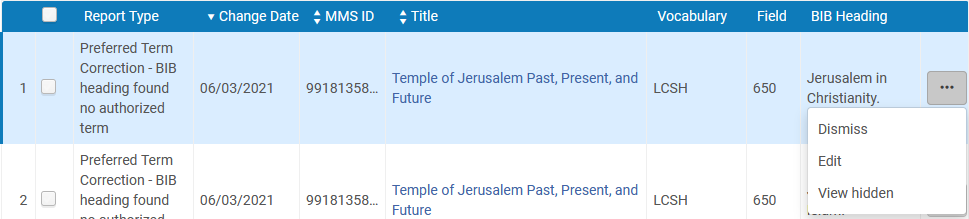 Report Type Change Date MMS ID Title Vocabulary Field BIB Heading
1
Preferred Term
Correction - BIB
heading found
no authorized
term
06/03/2021
99181358...
Temple of Jerusalem Past, Present, and
Future
LCSH
650
Jerusalem in
Christianity.
Dismiss
Edit
View hidden
2
Preferred Term
Correction - BIB
heading found
no authorized
06/03/2021
99181358...
Temple of Jerusalem Past, Present, and
Future
LCSH
650